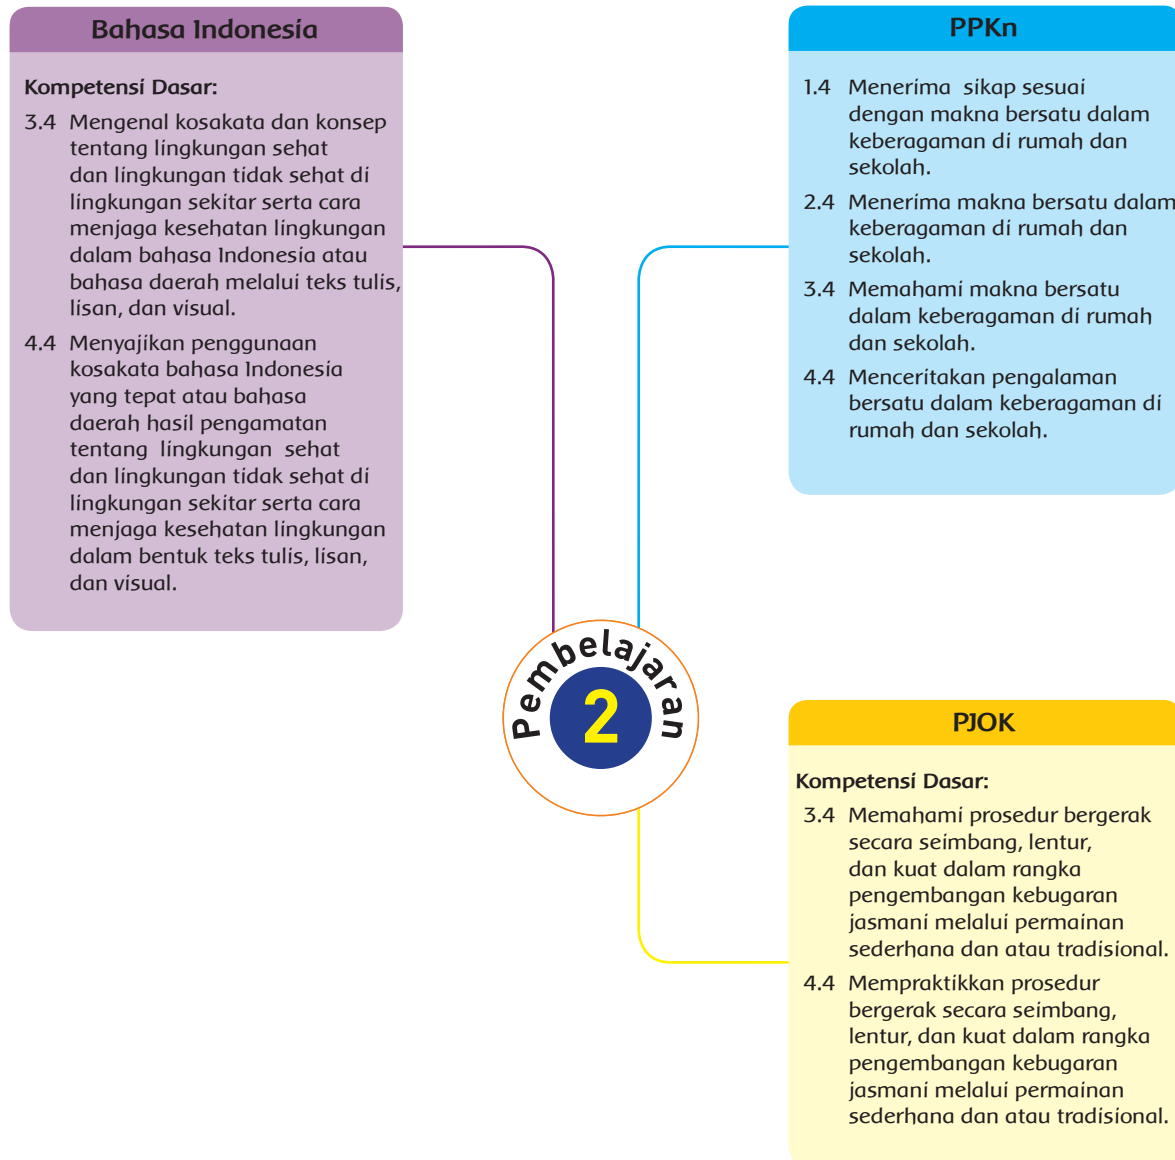 Bahasa Indonesia
Kompetensi Dasar:
3.4 Mengenal kosakata dan konsep
tentang lingkungan sehat
dan lingkungan tidak sehat di
lingkungan sekitar serta cara
menjaga kesehatan lingkungan
dalam bahasa Indonesia atau
bahasa daerah melalui teks tulis,
lisan, dan visual.
4.4 Menyajikan penggunaan
kosakata bahasa Indonesia
yang tepat atau bahasa
daerah hasil pengamatan
tentang lingkungan sehat
dan lingkungan tidak sehat di
lingkungan sekitar serta cara
menjaga kesehatan lingkungan
dalam bentuk teks tulis, lisan,
dan visual.
PPKn
1.4 Menerima sikap sesuai
dengan makna bersatu dalam
keberagaman di rumah dan
sekolah.
2.4 Menerima makna bersatu dalam
keberagaman di rumah dan
sekolah.
3.4 Memahami makna bersatu
dalam keberagaman di rumah
dan sekolah.
4.4 Menceritakan pengalaman
bersatu dalam keberagaman di
rumah dan sekolah.
Pembelajaran
2
PJOK
Kompetensi Dasar:
3.4 Memahami prosedur bergerak
secara seimbang, lentur,
dan kuat dalam rangka
pengembangan kebugaran
jasmani melalui permainan
sederhana dan atau tradisional.
4.4 Mempraktikkan prosedur
bergerak secara seimbang,
lentur, dan kuat dalam rangka
pengembangan kebugaran
jasmani melalui permainan
sederhana dan atau tradisional.